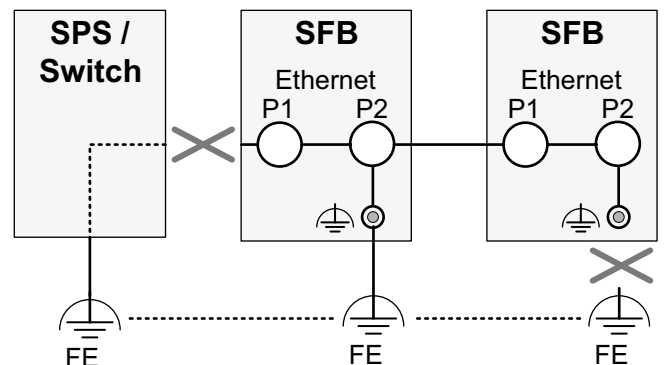 SPS /
Switch
SFB
Ethernet
P1 P2
SFB
Ethernet
P1 P2
FE
FE
FE